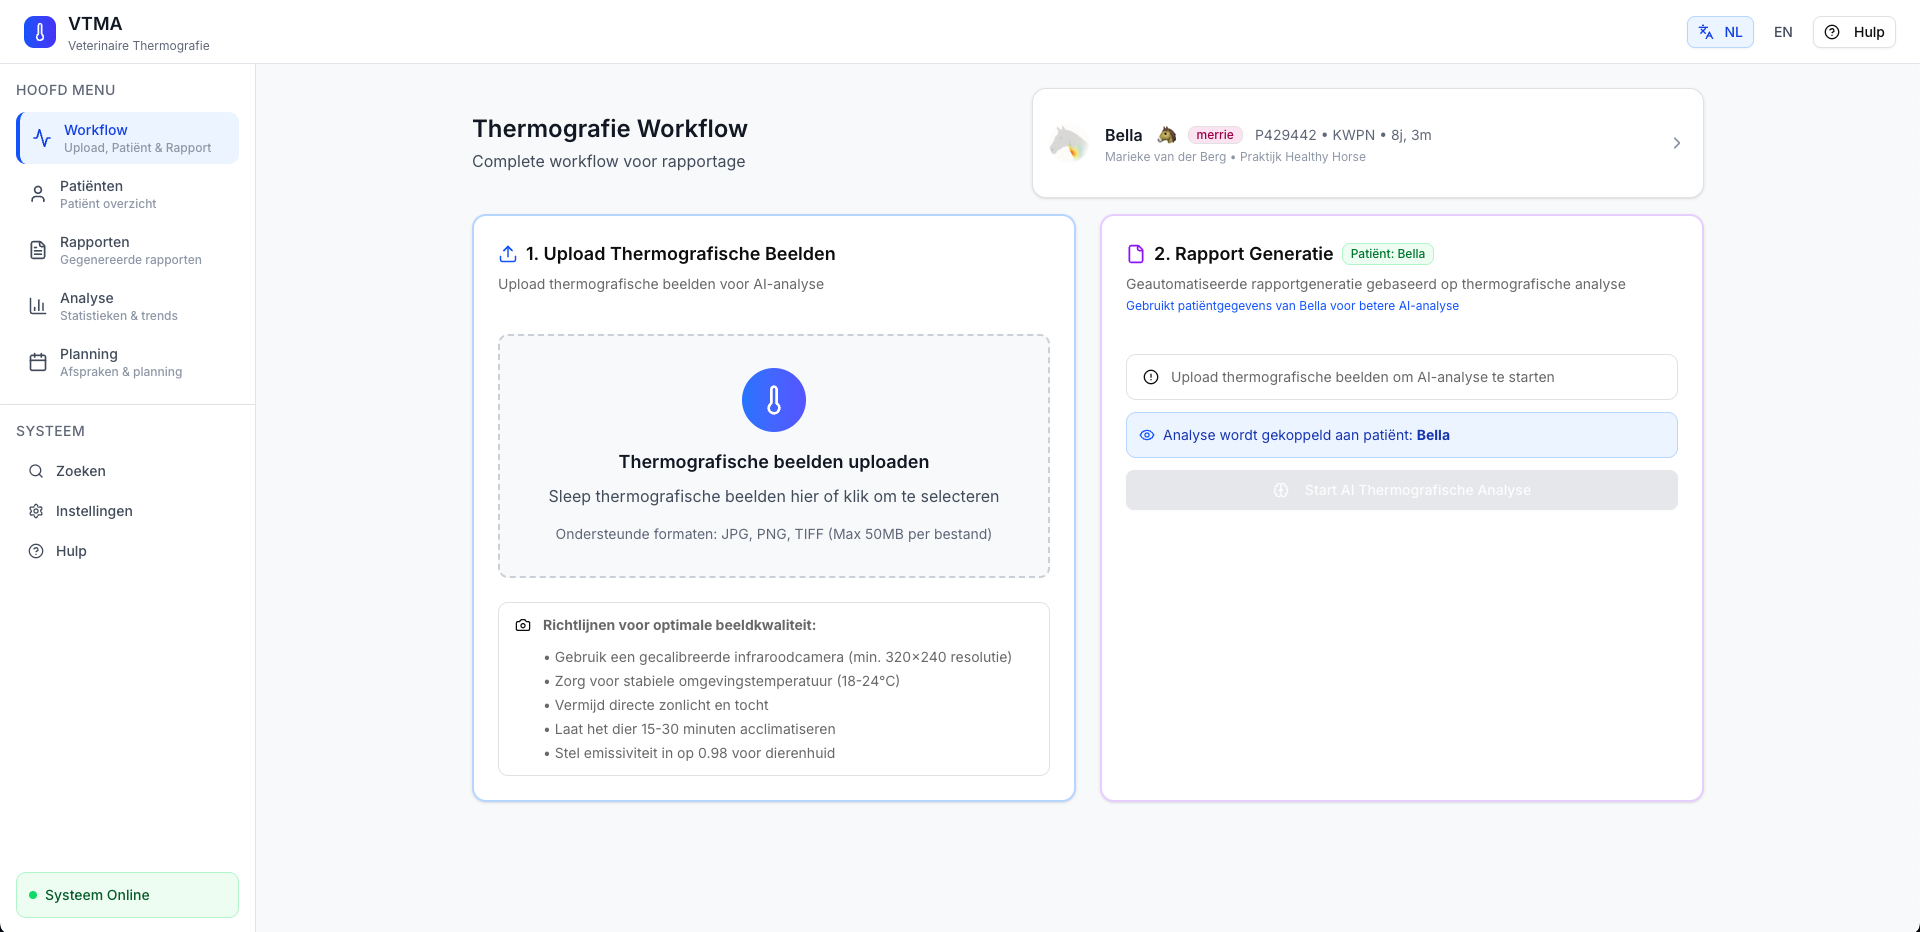 VTMA
Veterinaire Thermografie
NL
EN
Hulp
HOOFD MENU
Workflow
Upload, Patiënt & Rapport
Patiënten
Patiënt overzicht
Rapporten
Gegenereerde rapporten
Analyse
Statistieken & trends
Planning
Afspraken & planning
SYSTEEM
Zoeken
Instellingen
Hulp
Systeem Online
Thermografie Workflow
Complete workflow voor rapportage
Bella merrie P429442 • KWPN • 8j, 3m
Marieke van der Berg • Praktijk Healthy Horse
1. Upload Thermografische Beelden
Upload thermografische beelden voor AI-analyse
Thermografische beelden uploaden
Sleep thermografische beelden hier of klik om te selecteren
Ondersteunde formaten: JPG, PNG, TIFF (Max 50MB per bestand)
Richtlijnen voor optimale beeldkwaliteit:
• Gebruik een gecalibreerde infraroodcamera (min. 320×240 resolutie)
• Zorg voor stabiele omgevingstemperatuur (18-24°C)
• Vermijd directe zonlicht en tocht
• Laat het dier 15-30 minuten acclimatiseren
• Stel emissiviteit in op 0.98 voor dierenhuid
2. Rapport Generatie Patiënt: Bella
Geautomatiseerde rapportgeneratie gebaseerd op thermografische analyse
Gebruikt patiëntgegevens van Bella voor betere AI-analyse
Upload thermografische beelden om AI-analyse te starten
Analyse wordt gekoppeld aan patiënt: Bella
Start AI Thermografische Analyse